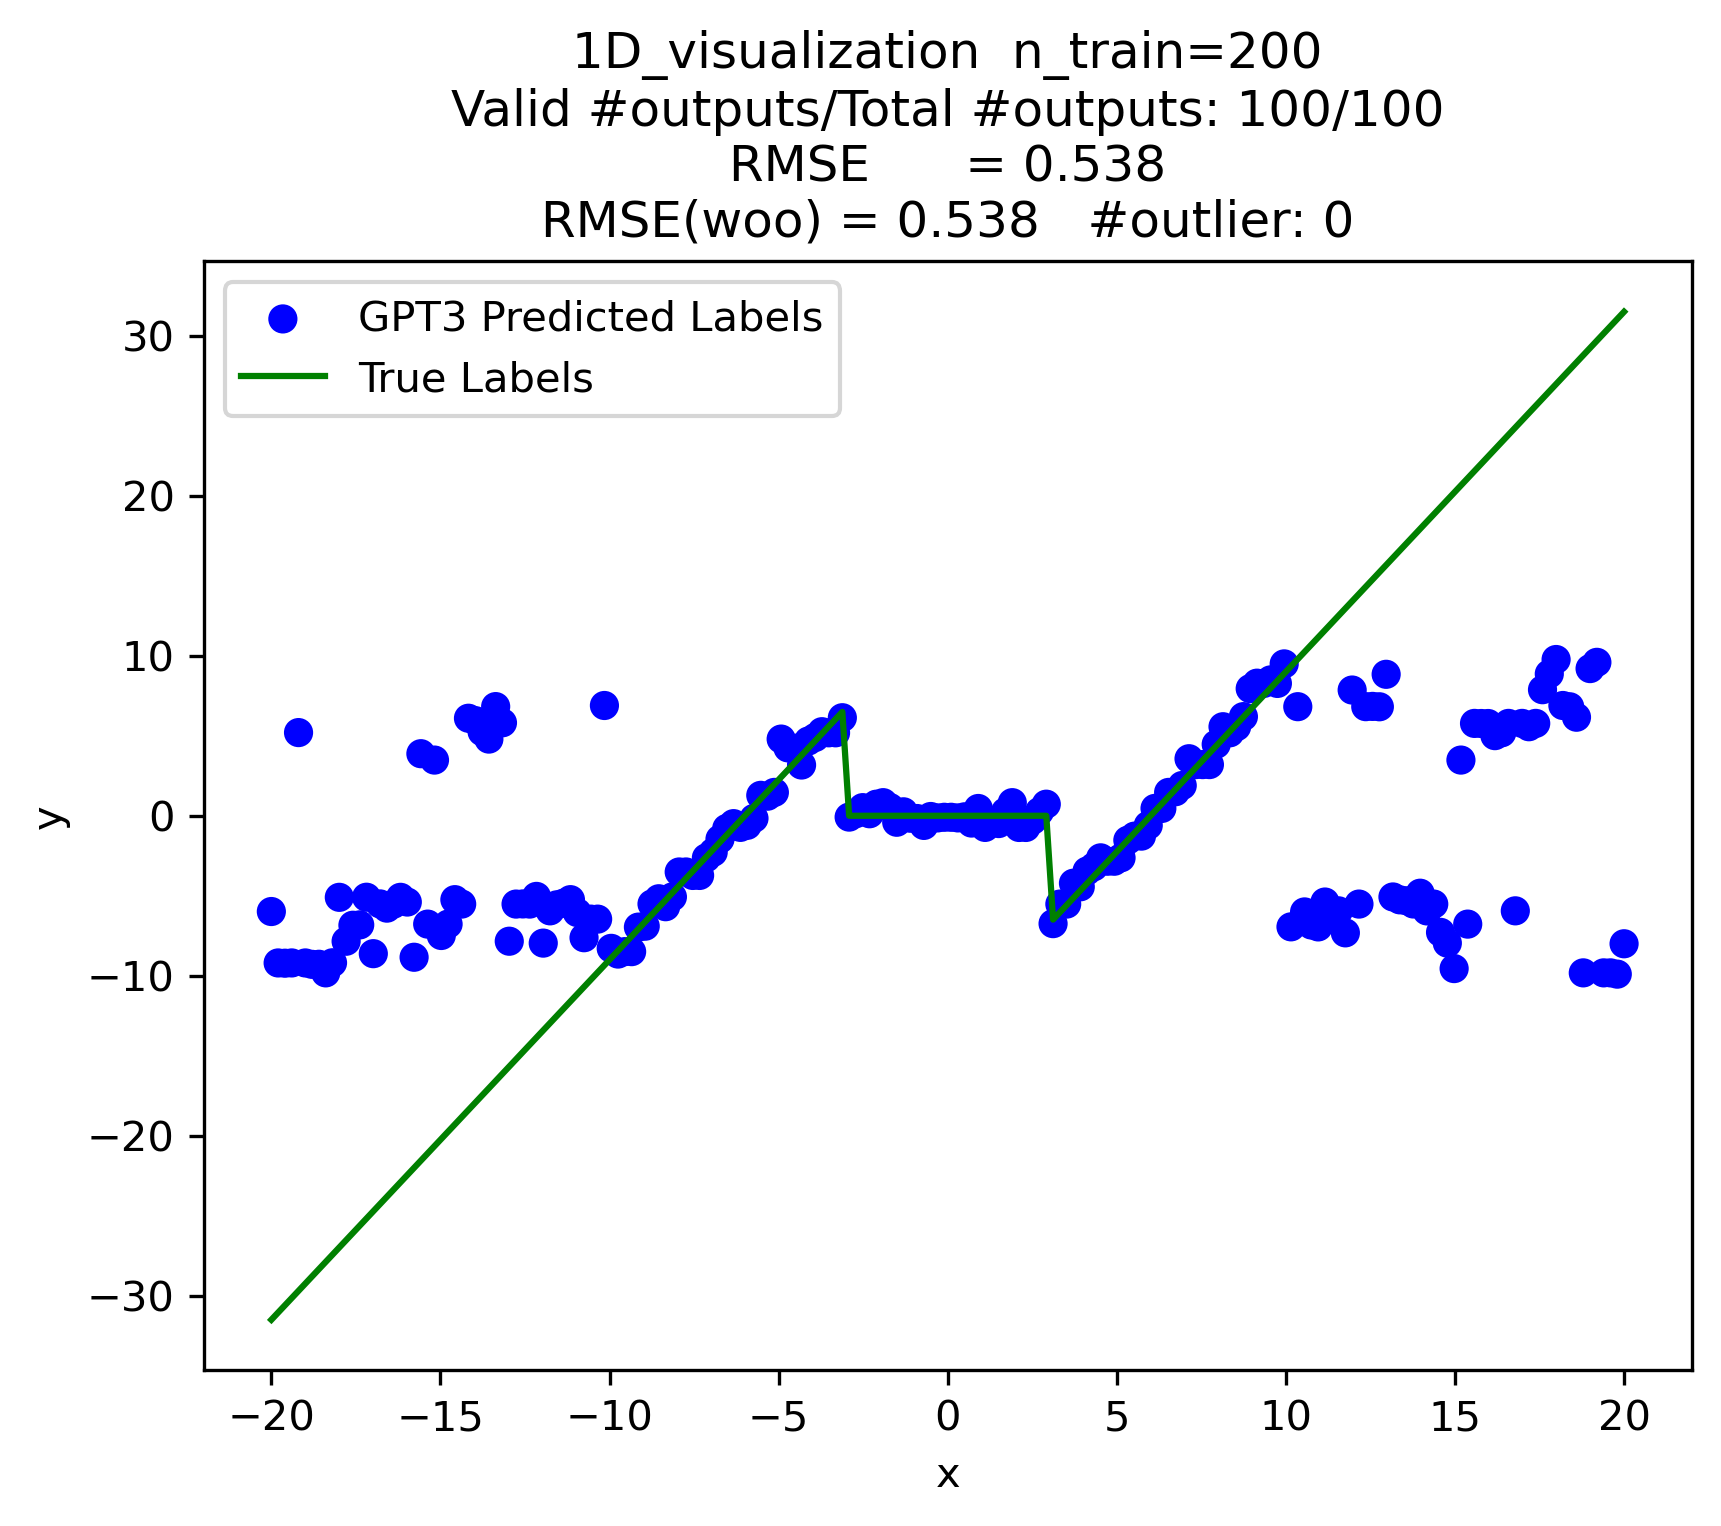 1D_visualization  n_train=200
Valid #outputs/Total #outputs: 100/100
RMSE      = 0.538
RMSE(woo) = 0.538   #outlier: 0
GPT3 Predicted Labels
True Labels
30
20
10
0
−10
−20
−30
y
−20 −15 −10 −5 0 5 10 15 20
x